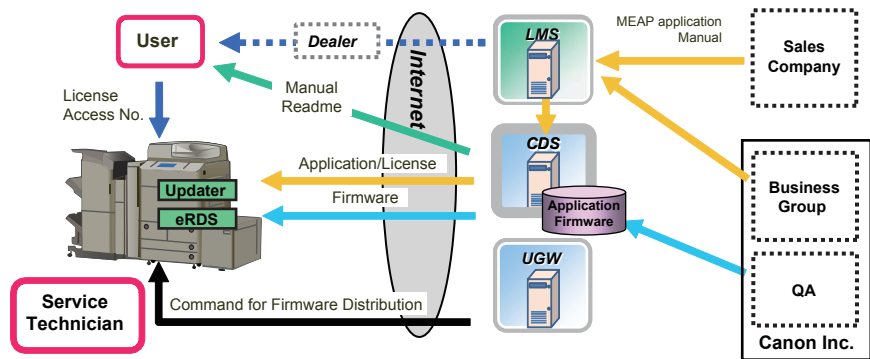 User
Dealer
LMS
MEAP application
Manual
Sales
Company
Internet
Manual
Readme
License
Access No.
CDS
Application/License
Updater
Firmware
eRDS
Application
Firmware
Business
Group
UGW
QA
Service
Technician
Command for Firmware Distribution
Canon Inc.